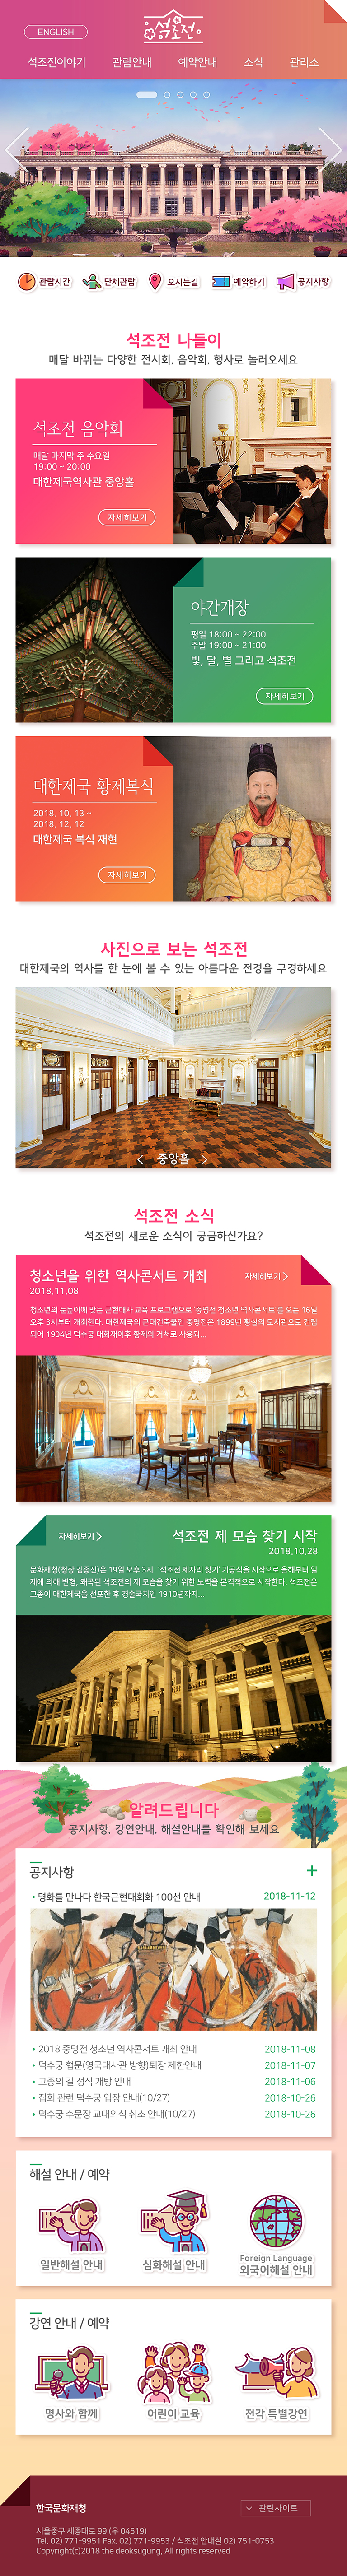 ENGLISH
석조전
석조전이야기 관람안내 예약안내 소식 관리소
관람시간 단체관람 오시는길 예약하기 공지사항
석조전 나들이
매달 바뀌는 다양한 전시회, 음악회, 행사로 놀러오세요
석조전 음악회
매달 마지막 주 수요일
19:00 ~ 20:00
대한제국역사관 중앙홀
자세히보기
야간개장
평일 18:00 ~ 22:00
주말 19:00 ~ 21:00
빛, 달, 별 그리고 석조전
자세히보기
대한제국 황제복식
2018. 10. 13 ~
2018. 12. 12
대한제국 복식 재현
자세히보기
사진으로 보는 석조전
대한제국의 역사를 한 눈에 볼 수 있는 아름다운 전경을 구경하세요
중앙홀
석조전 소식
석조전의 새로운 소식이 궁금하신가요?
청소년을 위한 역사콘서트 개최 자세히보기
2018.11.08
청소년의 눈높이에 맞는 근현대사 교육 프로그램으로 '중명전 청소년 역사콘서트'를 오는 16일
오후 3시부터 개최한다. 대한제국의 근대건축물인 중명전은 1899년 황실의 도서관으로 건립
되어 1904년 덕수궁 대화재이후 황제의 거처로 사용되...
자세히보기 석조전 제 모습 찾기 시작
2018.10.28
문화재청(청장 김종진)은 19일 오후 3시 '석조전 제자리 찾기' 기공식을 시작으로 올해부터 일
제에 의해 변형, 왜곡된 석조전의 제 모습을 찾기 위한 노력을 본격적으로 시작한다. 석조전은
고종이 대한제국을 선포한 후 경술국치인 1910년까지...
알려드립니다
공지사항, 강연안내, 해설안내를 확인해 보세요
공지사항 +
• 명화를 만나다 한국근현대회화 100선 안내 2018-11-12
• 2018 중명전 청소년 역사콘서트 개최 안내 2018-11-08
• 덕수궁 협문(영국대사관 방향)퇴장 제한안내 2018-11-07
• 고종의 길 정식 개방 안내 2018-11-06
• 집회 관련 덕수궁 입장 안내(10/27) 2018-10-26
• 덕수궁 수문장 교대의식 취소 안내(10/27) 2018-10-26
해설 안내 / 예약
일반해설 안내 심화해설 안내 Foreign Language
외국어해설 안내
강연 안내 / 예약
명사와 함께 어린이 교육 전각 특별강연
한국문화재청 관련사이트
서울중구 세종대로 99 (우 04519)
Tel. 02) 771-9951 Fax. 02) 771-9953 / 석조전 안내실 02) 751-0753
Copyright(c)2018 the deoksugung, All rights reserved